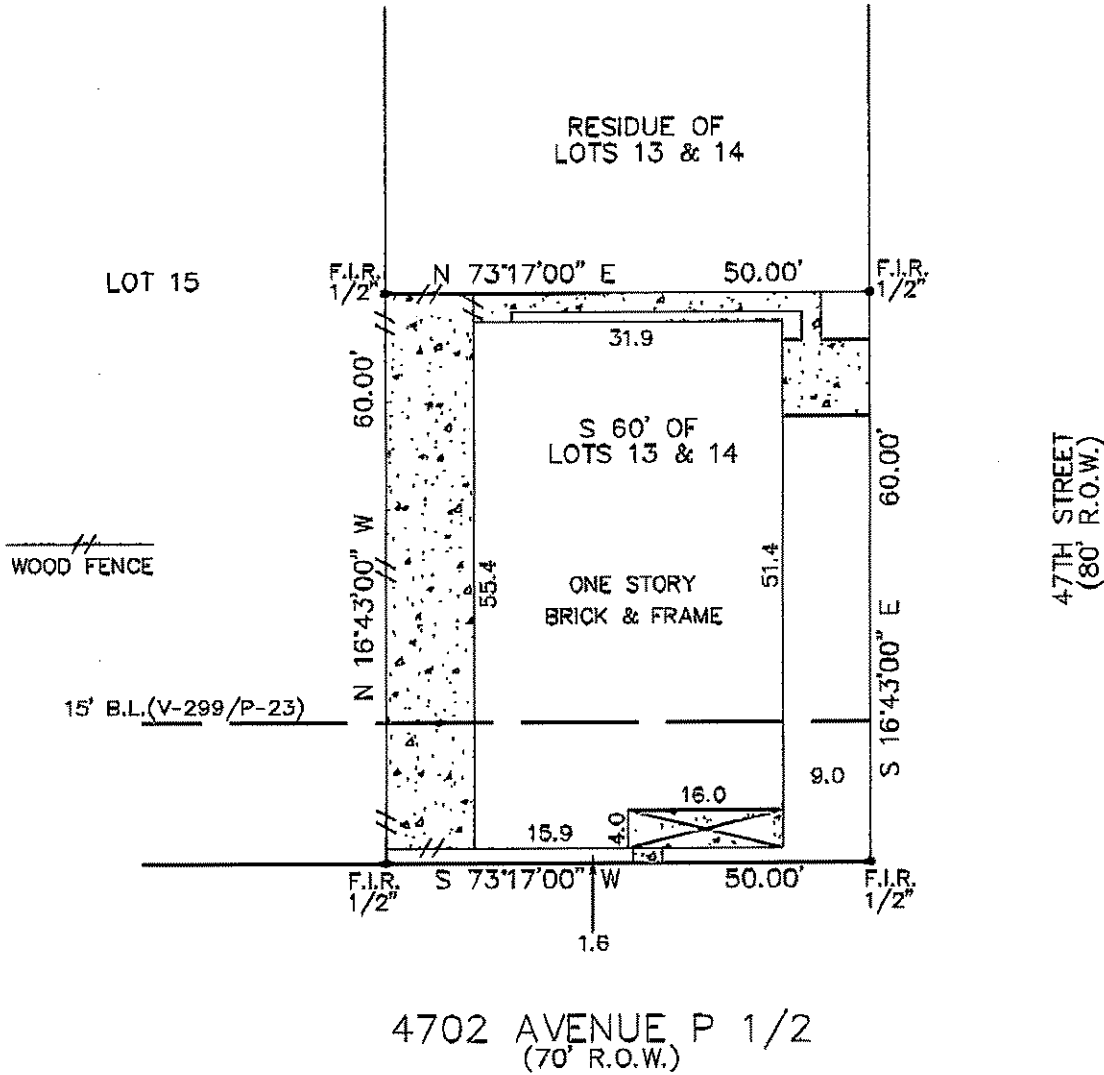 RESIDUE OF
LOTS 13 & 14
LOT 15
F.I.R.
1/2"
N 73°17'00" E
50.00'
F.I.R.
1/2"
31.9
60.00'
S 60' OF
LOTS 13 & 14
60.00'
47TH STREET
(80' R.O.W.)
WOOD FENCE
N 16°43'00" W
55.4
ONE STORY
BRICK & FRAME
51.4
S 16°43'00" E
15' B.L.(V-299/P-23)
9.0
16.0
15.9
4.0
F.I.R.
1/2"
S 73°17'00" W
50.00'
F.I.R.
1/2"
1.6
4702 AVENUE P 1/2
(70' R.O.W.)